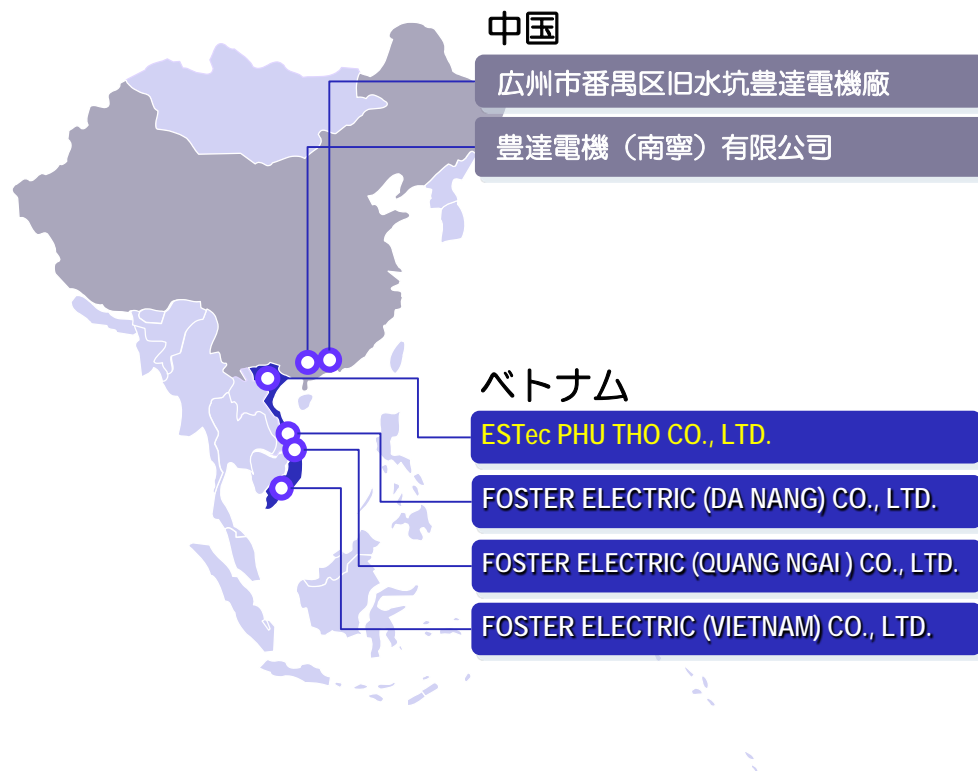 中国
広州市番禺区旧水坑豊達電機廠
豊達電機（南寧）有限公司
ベトナム
ESTec PHU THO CO., LTD.
FOSTER ELECTRIC (DA NANG) CO., LTD.
FOSTER ELECTRIC (QUANG NGAI ) CO., LTD.
FOSTER ELECTRIC (VIETNAM) CO., LTD.